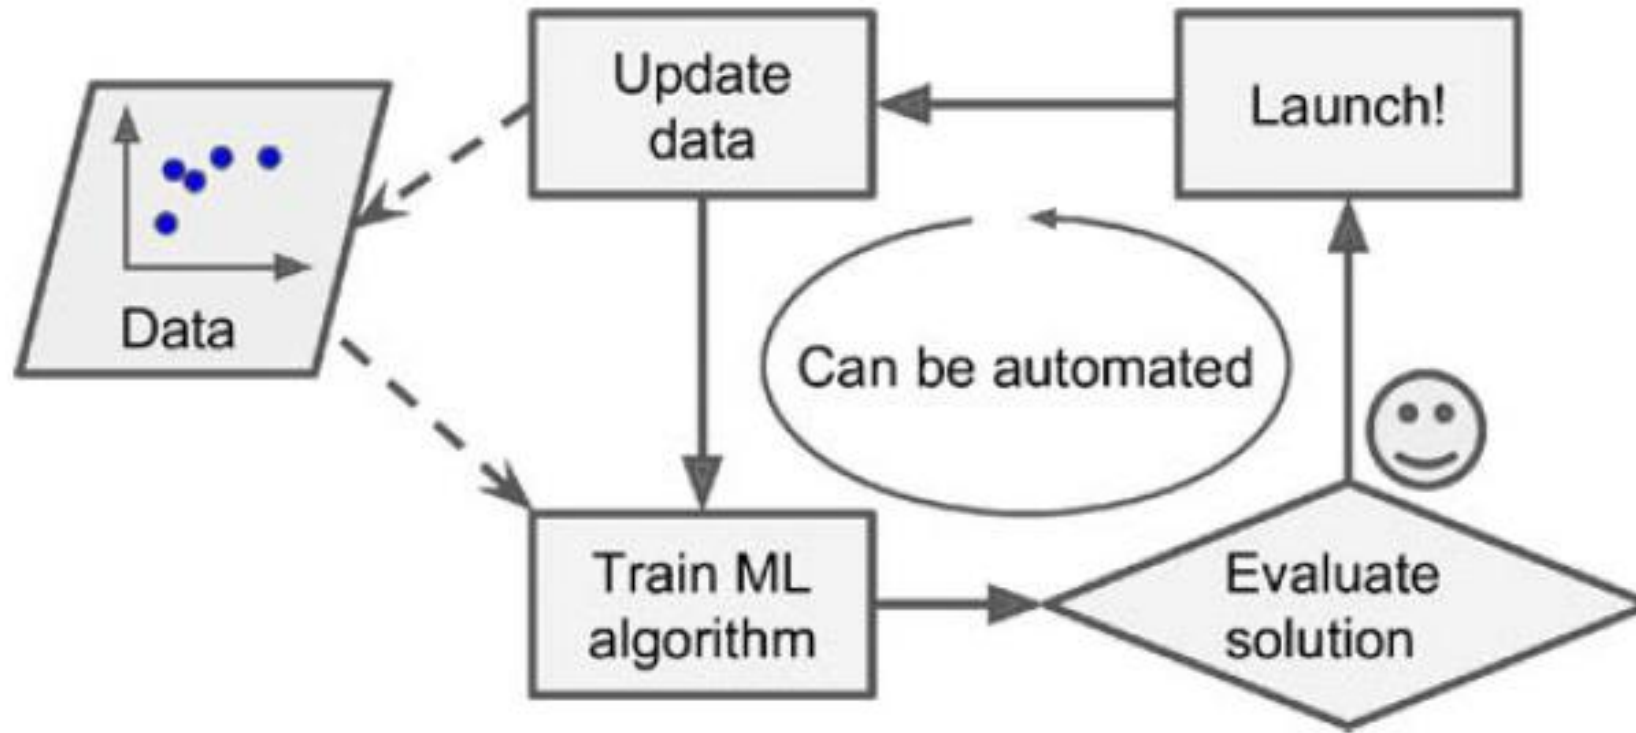 Update
data
Launch!
Data
Can be automated
Train ML
algorithm
Evaluate
solution